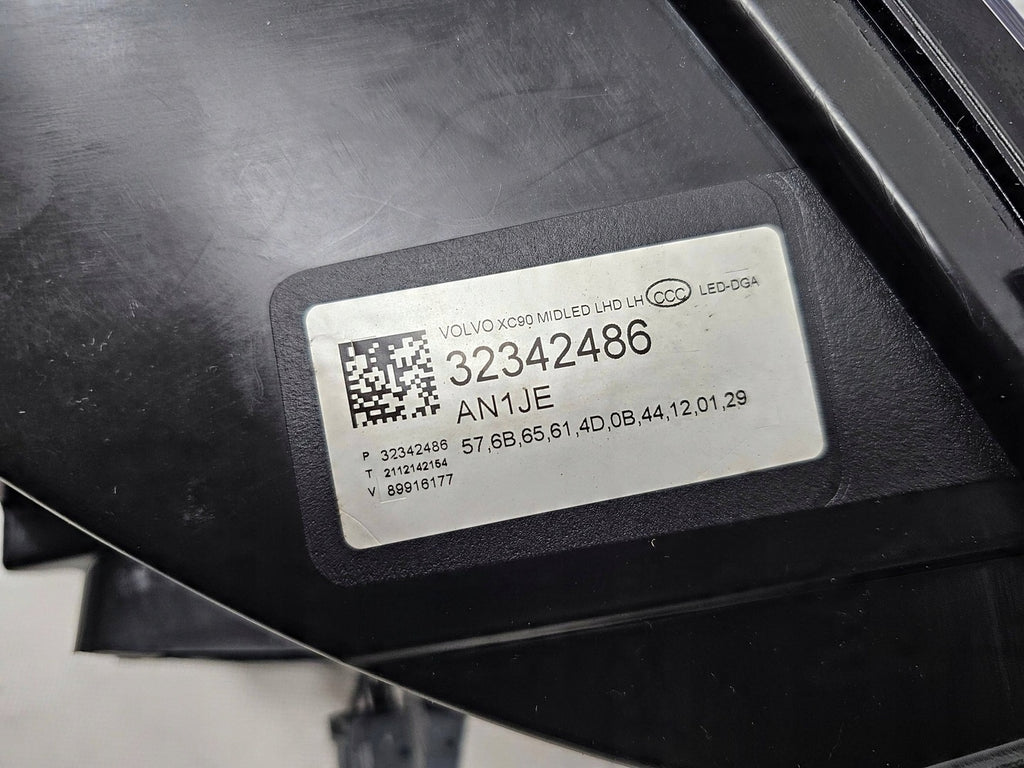 VOLVO XC90 MIDLED LHD LH CCC LED-DGA
32342486
AN1JE
57,6B,65,61,4D,0B,44,12,01,29
P 32342486
T 2112142154
V 89916177